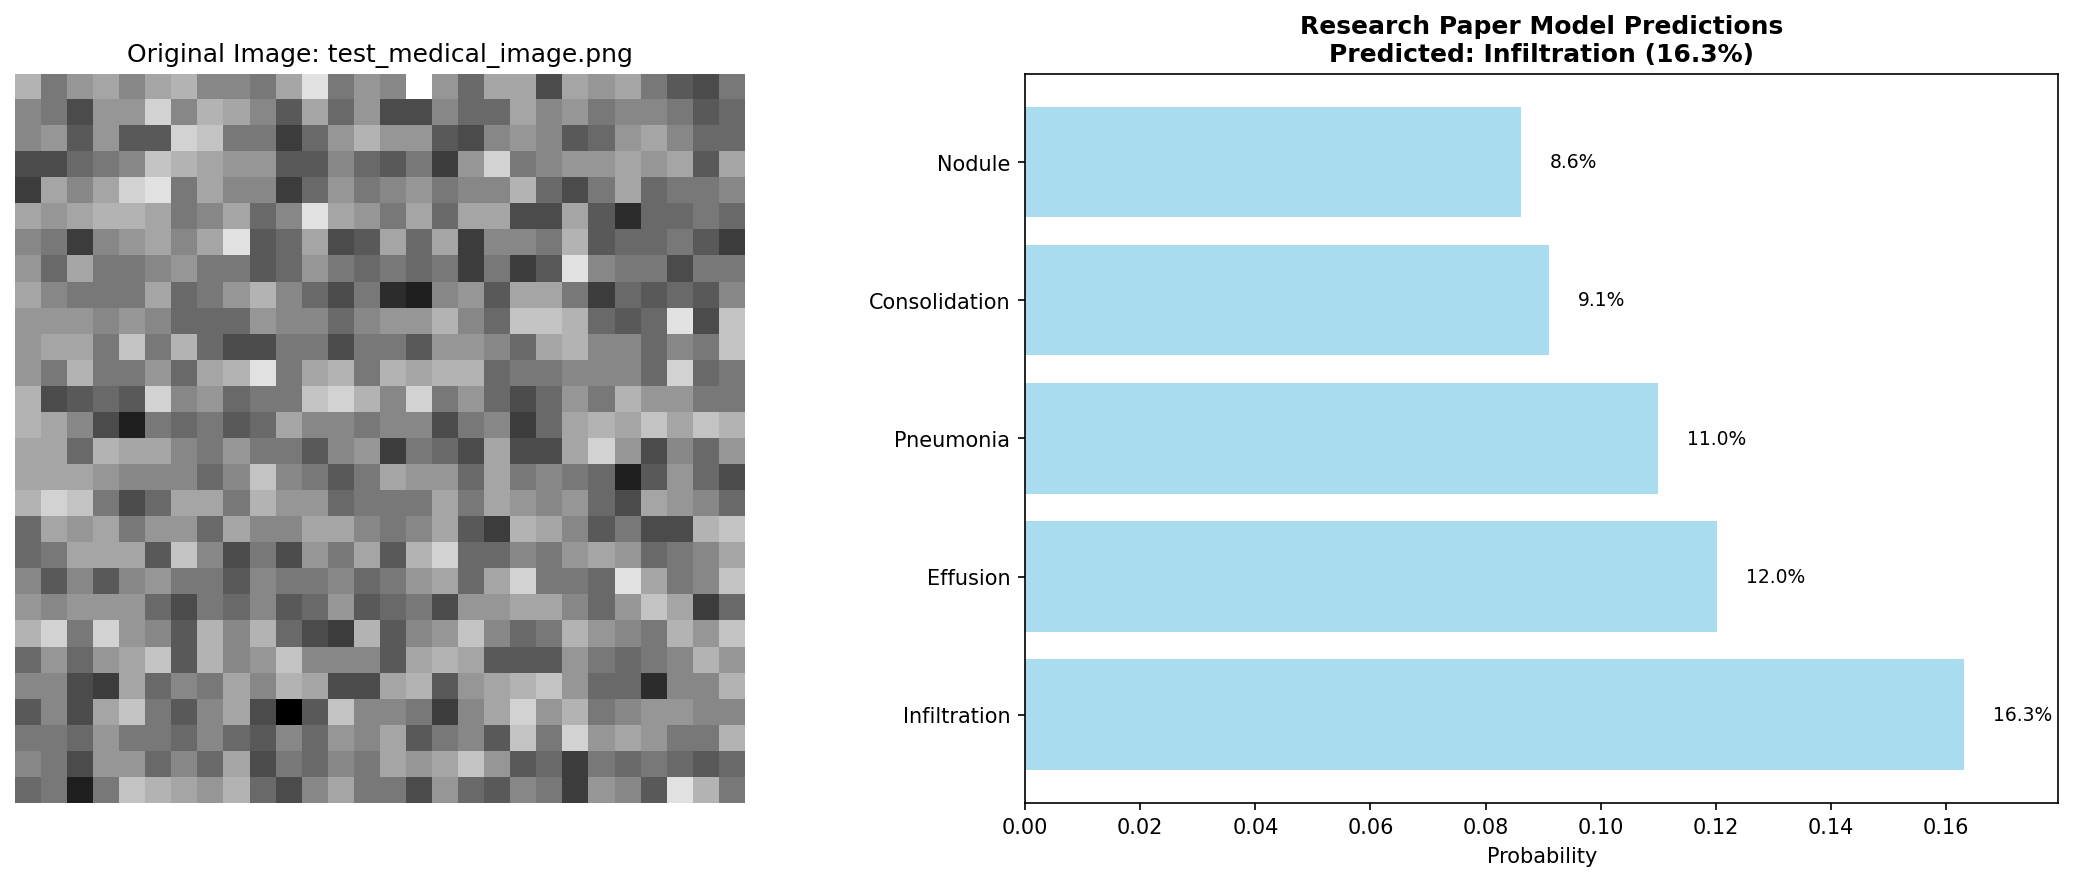 Original Image: test_medical_image.png
Research Paper Model Predictions
Predicted: Infiltration (16.3%)
Nodule
8.6%
Consolidation
9.1%
Pneumonia
11.0%
Effusion
12.0%
Infiltration
16.3%
0.00 0.02 0.04 0.06 0.08 0.10 0.12 0.14 0.16
Probability